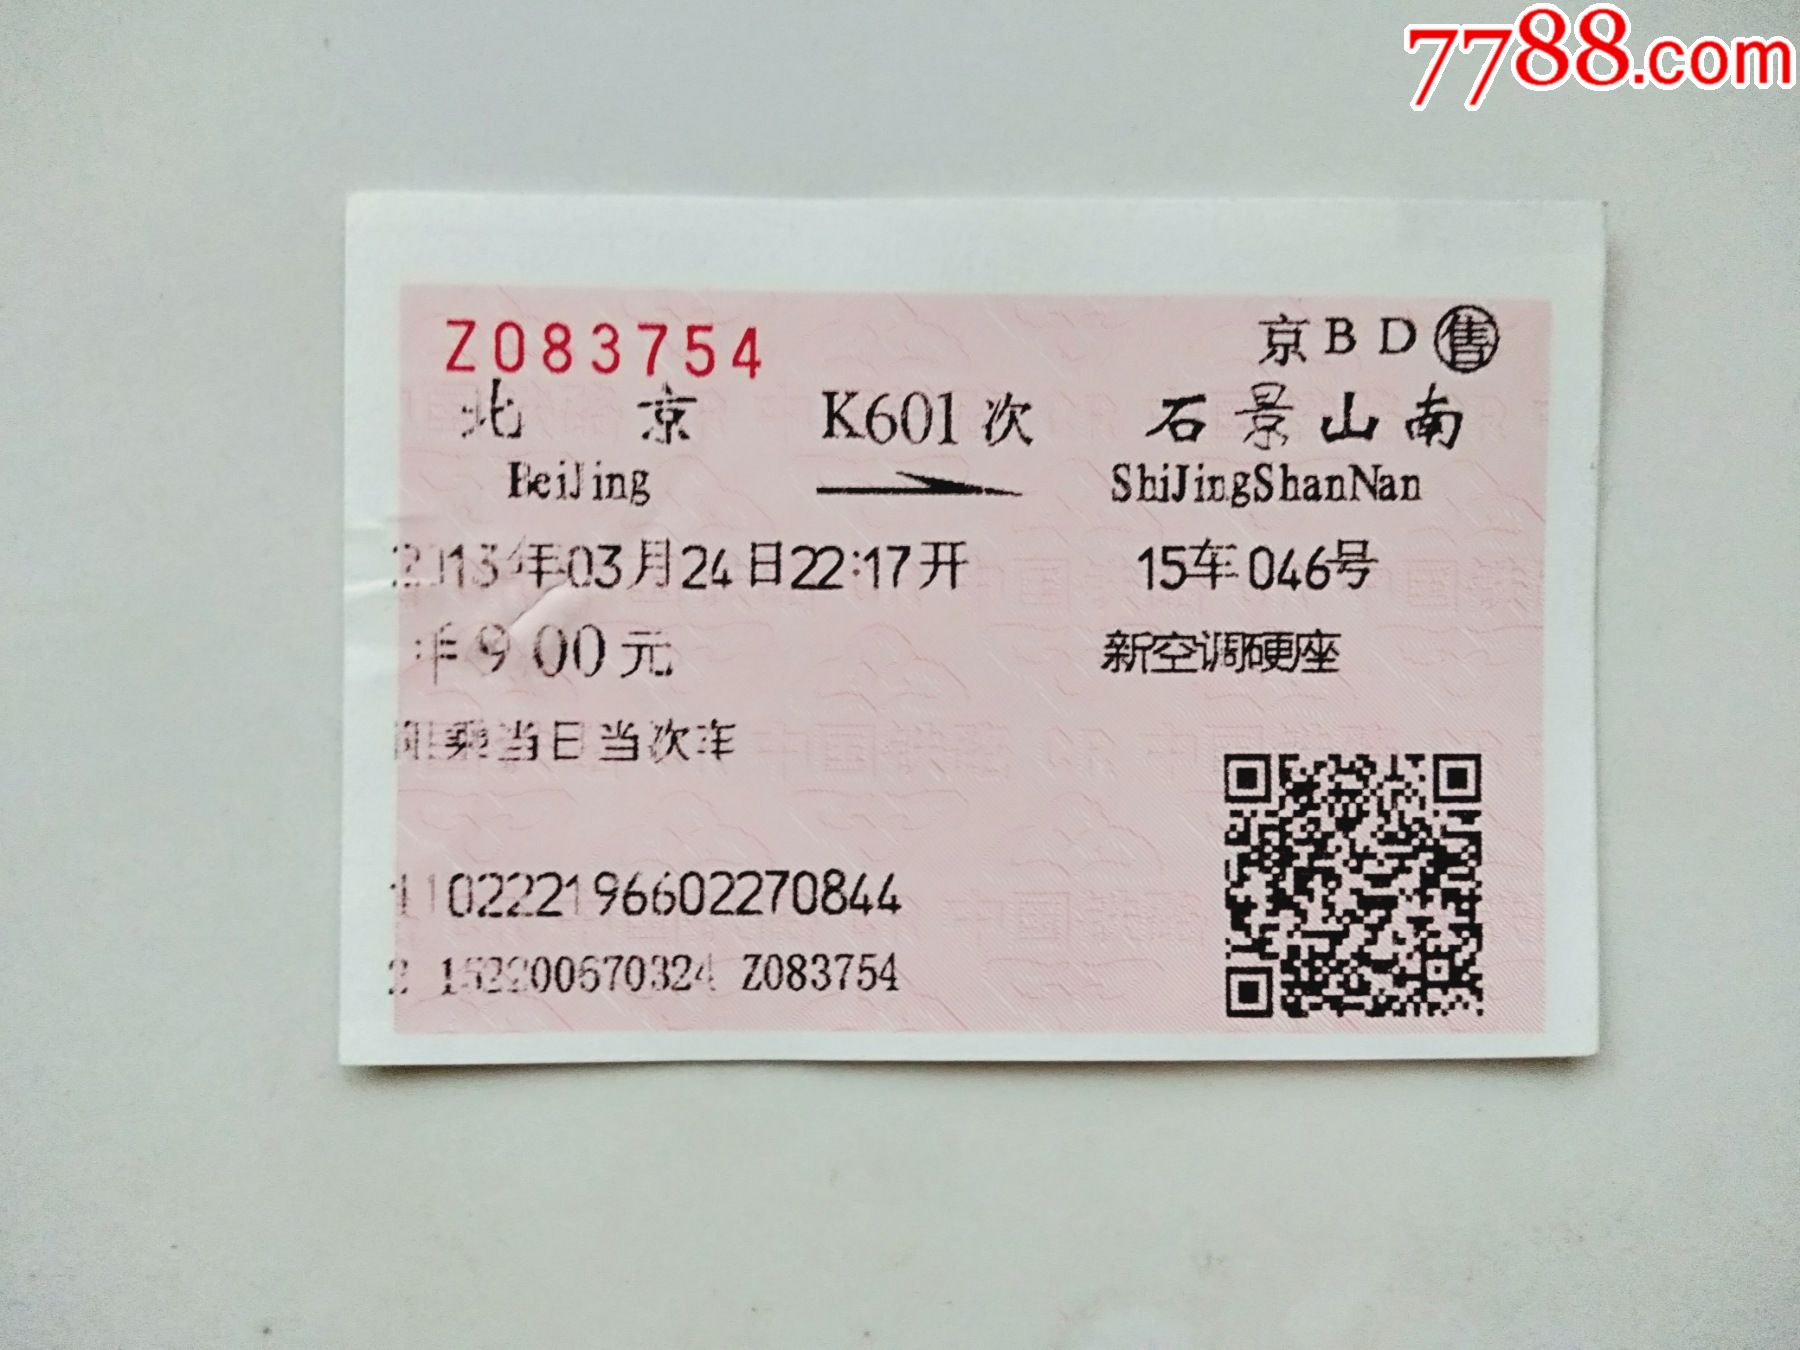 7788.com
Z083754
京BD售
北京 K601次 石景山南
BeiJing ShiJingShanNan
2013年03月24日22:17开 15车046号
¥9.00元 新空调硬座
限乘当日当次车
110222196602270844
2 152200670324 Z083754